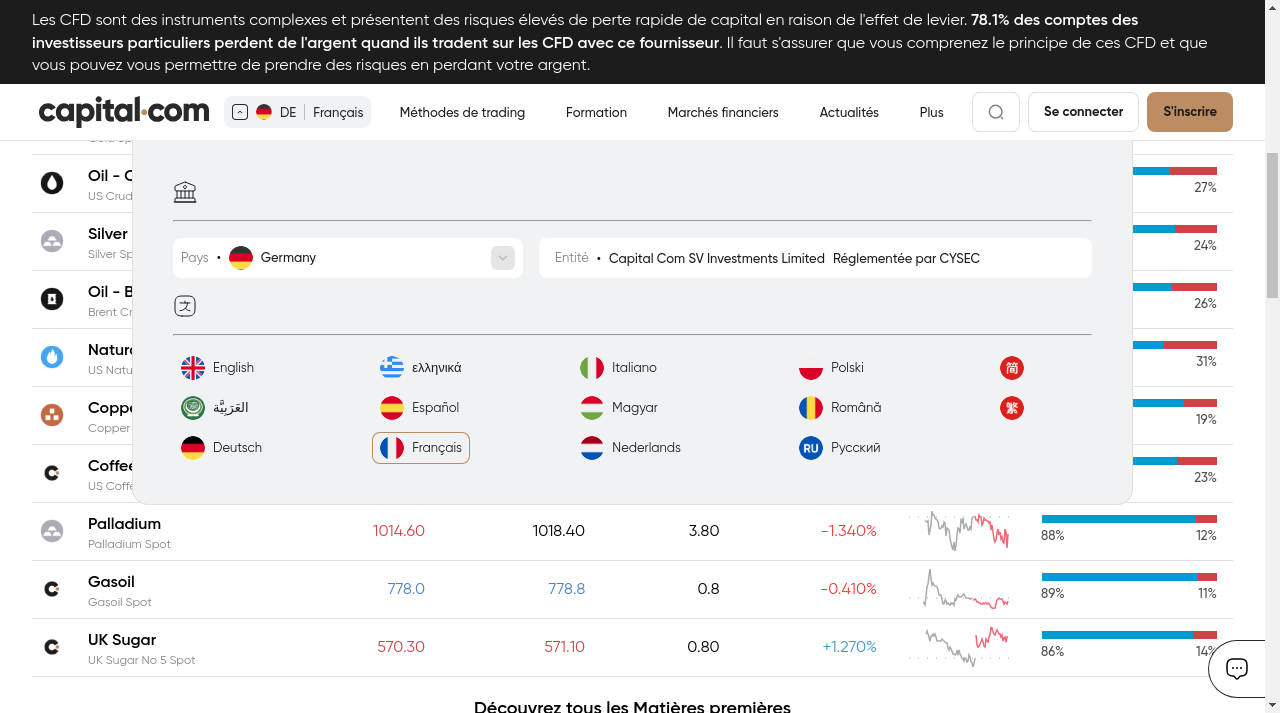 Les CFD sont des instruments complexes et présentent des risques élevés de perte rapide de capital en raison de l'effet de levier. 78.1% des comptes des
investisseurs particuliers perdent de l'argent quand ils tradent sur les CFD avec ce fournisseur. Il faut s'assurer que vous comprenez le principe de ces CFD et que
vous pouvez vous permettre de prendre des risques en perdant votre argent.
capital.com DE Français Méthodes de trading Formation Marchés financiers Actualités Plus Se connecter S'inscrire
Oil - C
US Crud
27%
Silver
Silver Sp
24%
Pays • Germany
Entité • Capital Com SV Investments Limited Réglementée par CYSEC
Oil - B
Brent Cr
26%
Natura
US Natu
31%
English ελληνικά Italiano Polski 简
العَرَبِيَّة Español Magyar Română 繁
Deutsch Français Nederlands RU Русский
Coppe
Copper
19%
Coffee
US Coffe
23%
Palladium 1014.60 1018.40 3.80 -1.340%
Palladium Spot 88% 12%
Gasoil 778.0 778.8 0.8 -0.410%
Gasoil Spot 89% 11%
UK Sugar 570.30 571.10 0.80 +1.270%
UK Sugar No 5 Spot 86% 14%
Découvrez tous les Matières premières